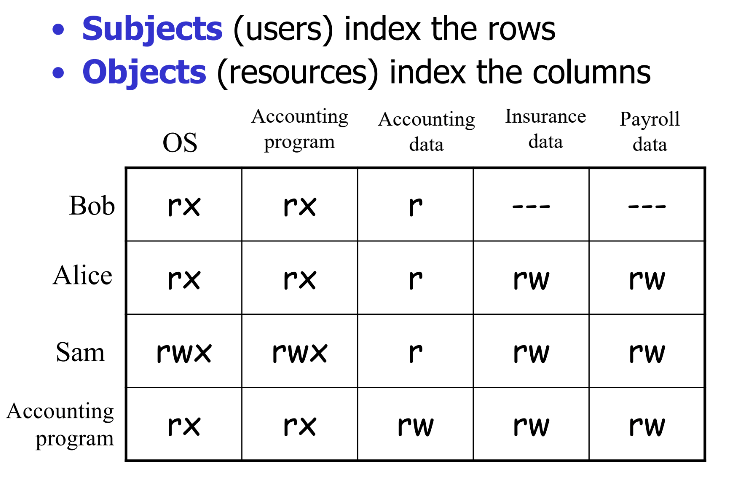 • Subjects (users) index the rows
• Objects (resources) index the columns
OS
Accounting program
Accounting data
Insurance data
Payroll data
Bob rx rx r --- ---
Alice rx rx r rw rw
Sam rwx rwx r rw rw
Accounting program rx rx rw rw rw